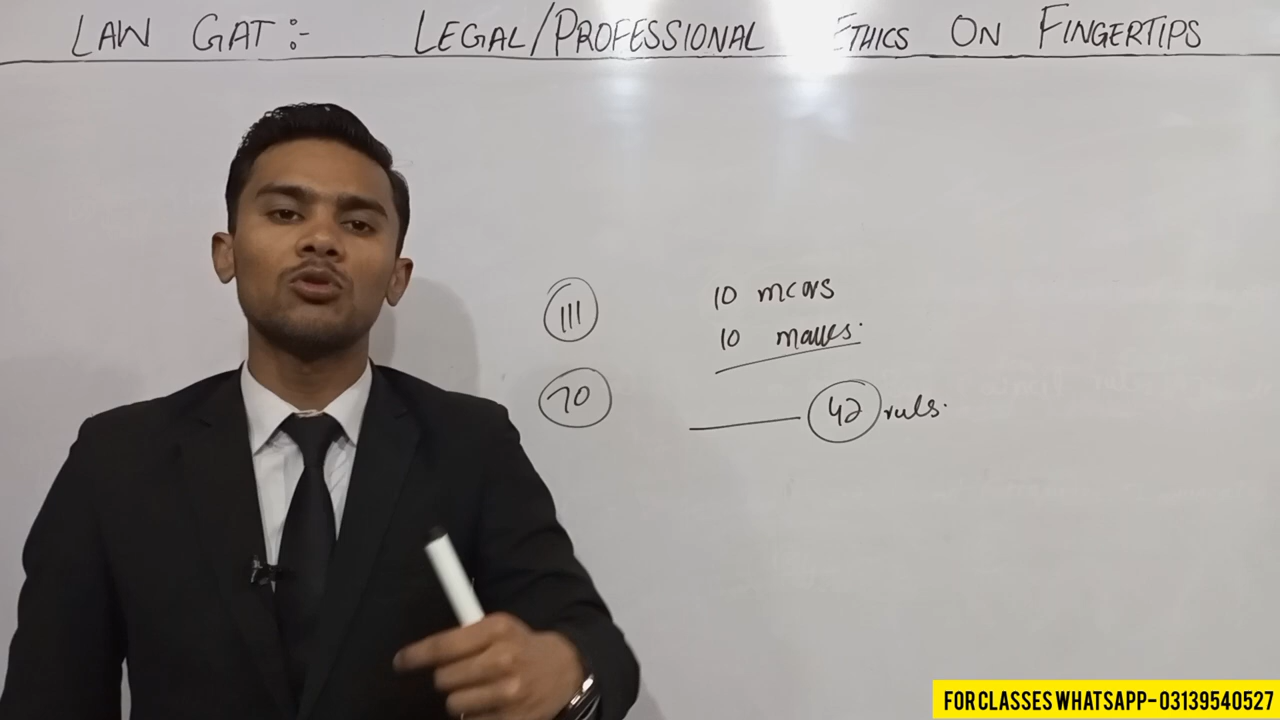 LAW GAT:- LEGAL/PROFESSIONAL ETHICS ON FINGERTIPS
111 10 mcqs
10 marks.
70 42 ruls.
FOR CLASSES WHATSAPP-03139540527